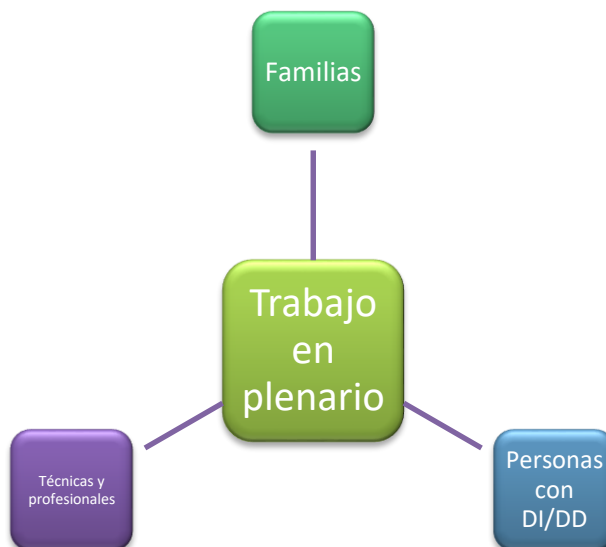 Familias
Trabajo
en
plenario
Técnicas y
profesionales
Personas
con
DI/DD